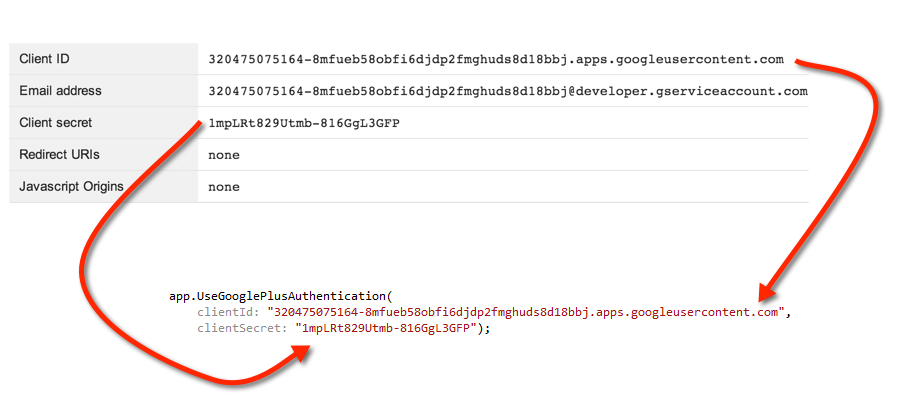 Client ID 320475075164-8mfueb58obfi6djdp2fmghuds8d18bbj.apps.googleusercontent.com
Email address 320475075164-8mfueb58obfi6djdp2fmghuds8d18bbj@developer.gserviceaccount.com
Client secret 1mpLRt829Utmb-816GgL3GFP
Redirect URIs none
Javascript Origins none
app.UseGooglePlusAuthentication(
clientId: "320475075164-8mfueb58obfi6djdp2fmghuds8d18bbj.apps.googleusercontent.com",
clientSecret: "1mpLRt829Utmb-816GgL3GFP");